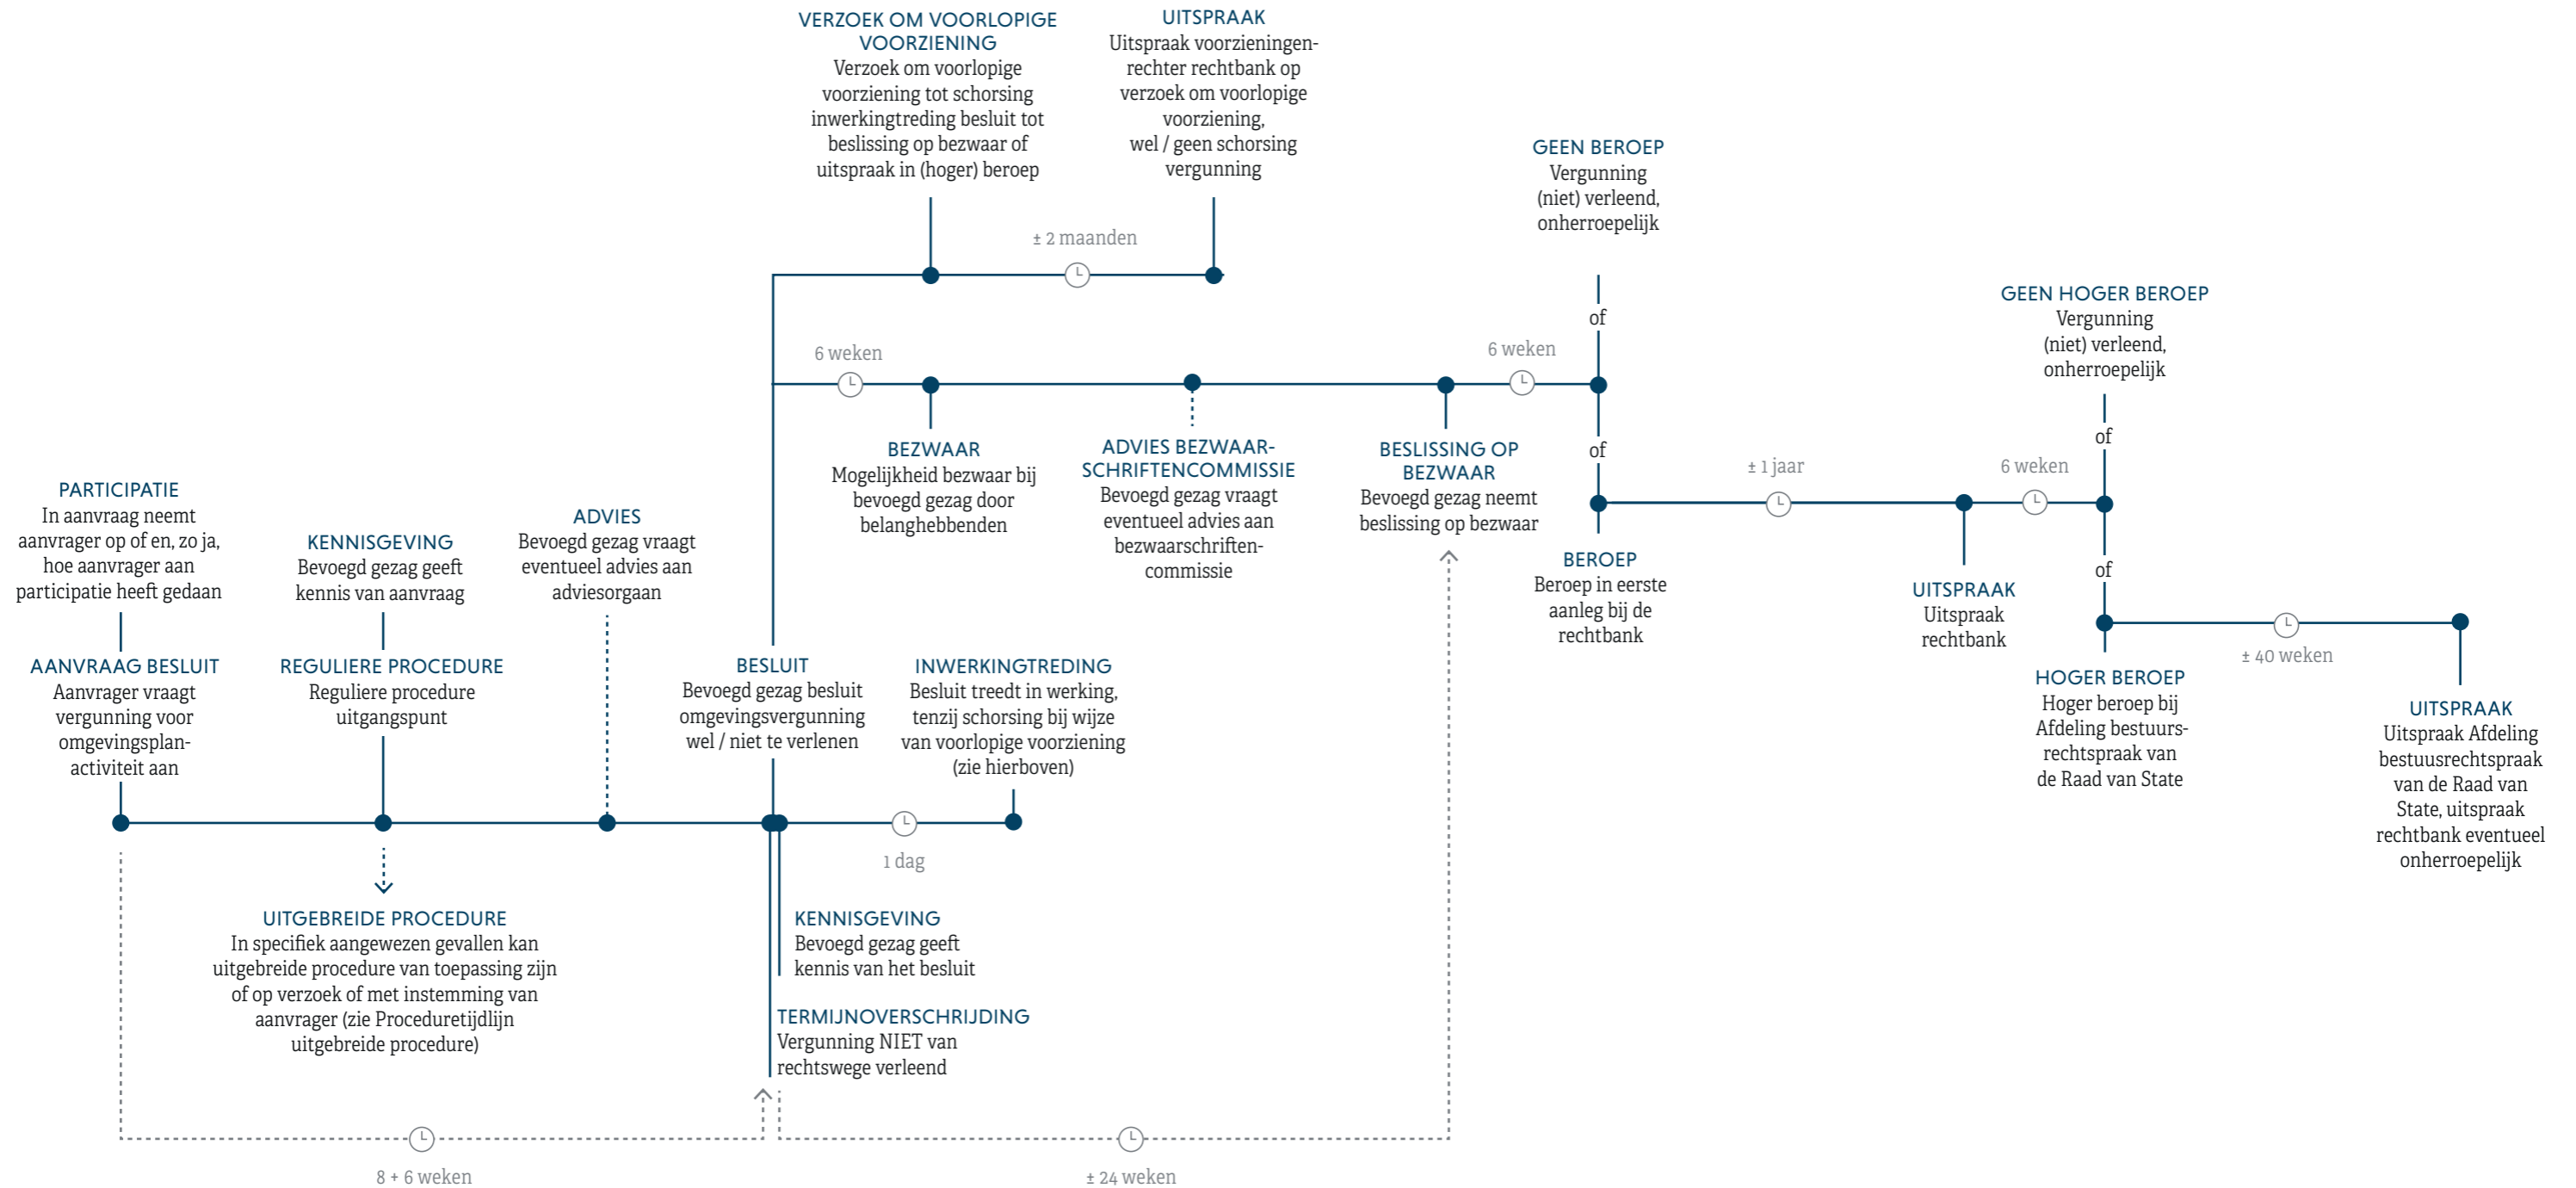 VERZOEK OM VOORLOPIGE
VOORZIENING
Verzoek om voorlopige
voorziening tot schorsing
inwerkingtreding besluit tot
beslissing op bezwaar of
uitspraak in (hoger) beroep
UITSPRAAK
Uitspraak voorzieningen-
rechter rechtbank op
verzoek om voorlopige
voorziening,
wel / geen schorsing
vergunning
± 2 maanden
GEEN BEROEP
Vergunning
(niet) verleend,
onherroepelijk
of
6 weken
6 weken
GEEN HOGER BEROEP
Vergunning
(niet) verleend,
onherroepelijk
of
BEZWAAR
Mogelijkheid bezwaar bij
bevoegd gezag door
belanghebbenden
ADVIES BEZWAAR-
SCHRIFTENCOMMISSIE
Bevoegd gezag vraagt
eventueel advies aan
bezwaarschriften-
commissie
BESLISSING OP
BEZWAAR
Bevoegd gezag neemt
beslissing op bezwaar
of
± 1 jaar
6 weken
BEROEP
Beroep in eerste
aanleg bij de
rechtbank
UITSPRAAK
Uitspraak
rechtbank
of
± 40 weken
HOGER BEROEP
Hoger beroep bij
Afdeling bestuurs-
rechtspraak van
de Raad van State
UITSPRAAK
Uitspraak Afdeling
bestuusrechtspraak
van de Raad van
State, uitspraak
rechtbank eventueel
onherroepelijk
PARTICIPATIE
In aanvraag neemt
aanvrager op of en, zo ja,
hoe aanvrager aan
participatie heeft gedaan
KENNISGEVING
Bevoegd gezag geeft
kennis van aanvraag
ADVIES
Bevoegd gezag vraagt
eventueel advies aan
adviesorgaan
AANVRAAG BESLUIT
Aanvrager vraagt
vergunning voor
omgevingsplan-
activiteit aan
REGULIERE PROCEDURE
Reguliere procedure
uitgangspunt
BESLUIT
Bevoegd gezag besluit
omgevingsvergunning
wel / niet te verlenen
INWERKINGTREDING
Besluit treedt in werking,
tenzij schorsing bij wijze
van voorlopige voorziening
(zie hierboven)
1 dag
UITGEBREIDE PROCEDURE
In specifiek aangewezen gevallen kan
uitgebreide procedure van toepassing zijn
of op verzoek of met instemming van
aanvrager (zie Proceduretijdlijn
uitgebreide procedure)
KENNISGEVING
Bevoegd gezag geeft
kennis van het besluit
TERMIJNOVERSCHRIJDING
Vergunning NIET van
rechtswege verleend
8 + 6 weken
± 24 weken